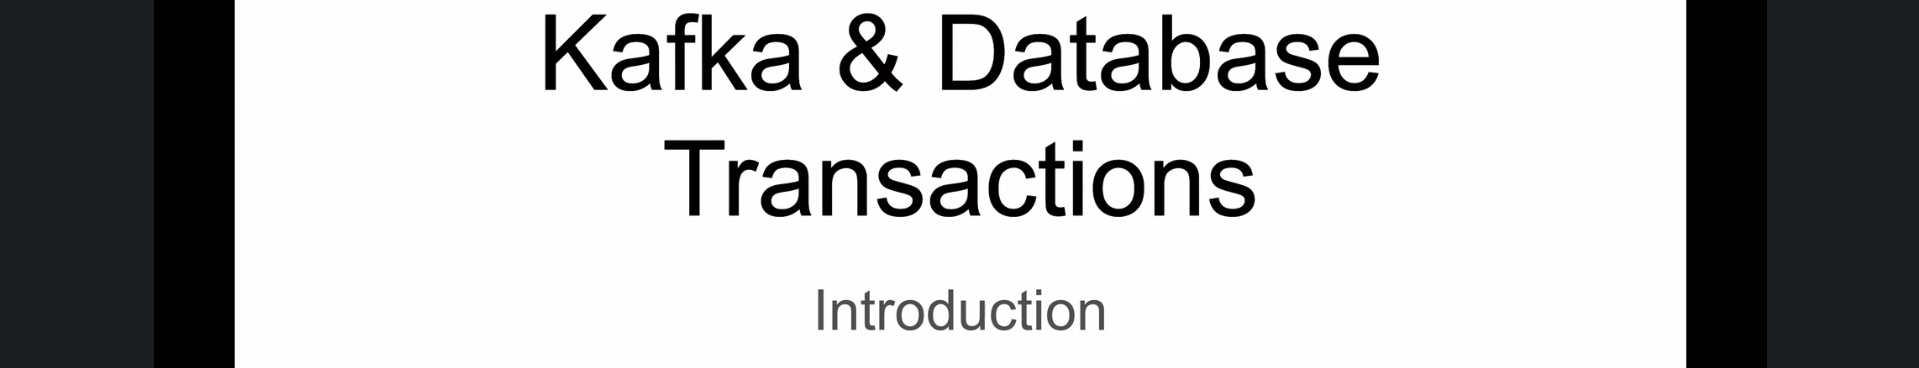 Kafka & Database
Transactions
Introduction